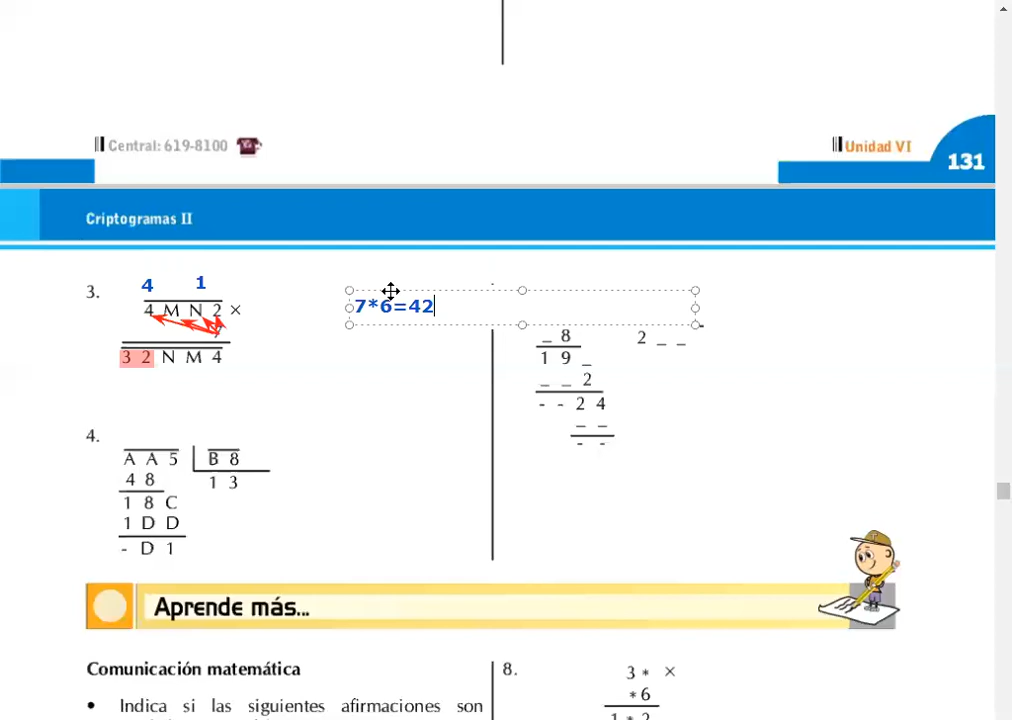 Central: 619-8100
Unidad VI
131
Criptogramas II
3.
4 1
4 M N 2 ×
7
3 2 N M 4
7*6=42
_ 8
2 _ _
1 9 _
_ _ 2
- - 2 4
_ _
- -
4.
A A 5 B 8
4 8 1 3
1 8 C
1 D D
- D 1
Aprende más...
Comunicación matemática
• Indica si las siguientes afirmaciones son
8.
3 * ×
* 6
1 * 2